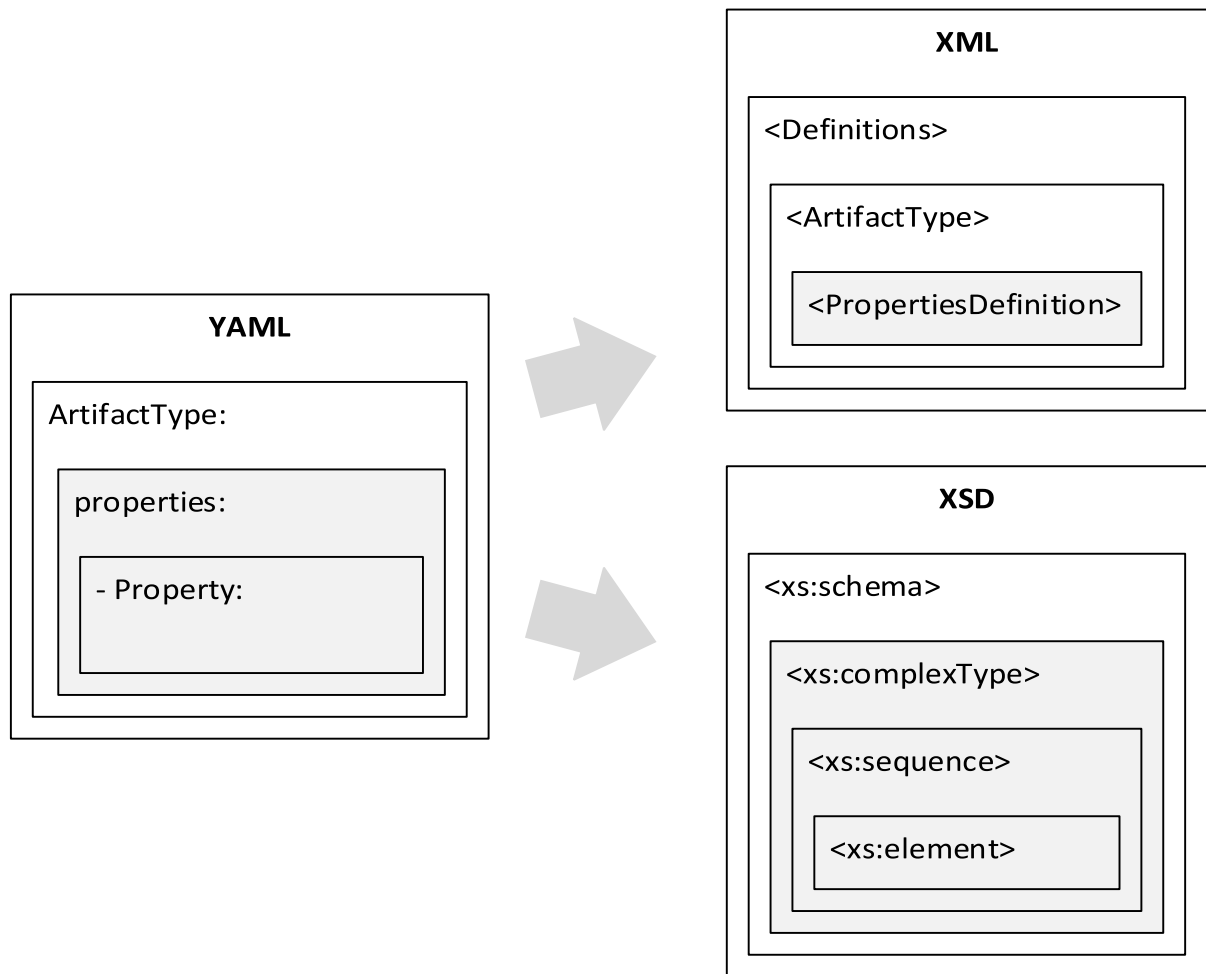 YAML
ArtifactType:
properties:
- Property:
XML
<Definitions>
<ArtifactType>
<PropertiesDefinition>
XSD
<xs:schema>
<xs:complexType>
<xs:sequence>
<xs:element>